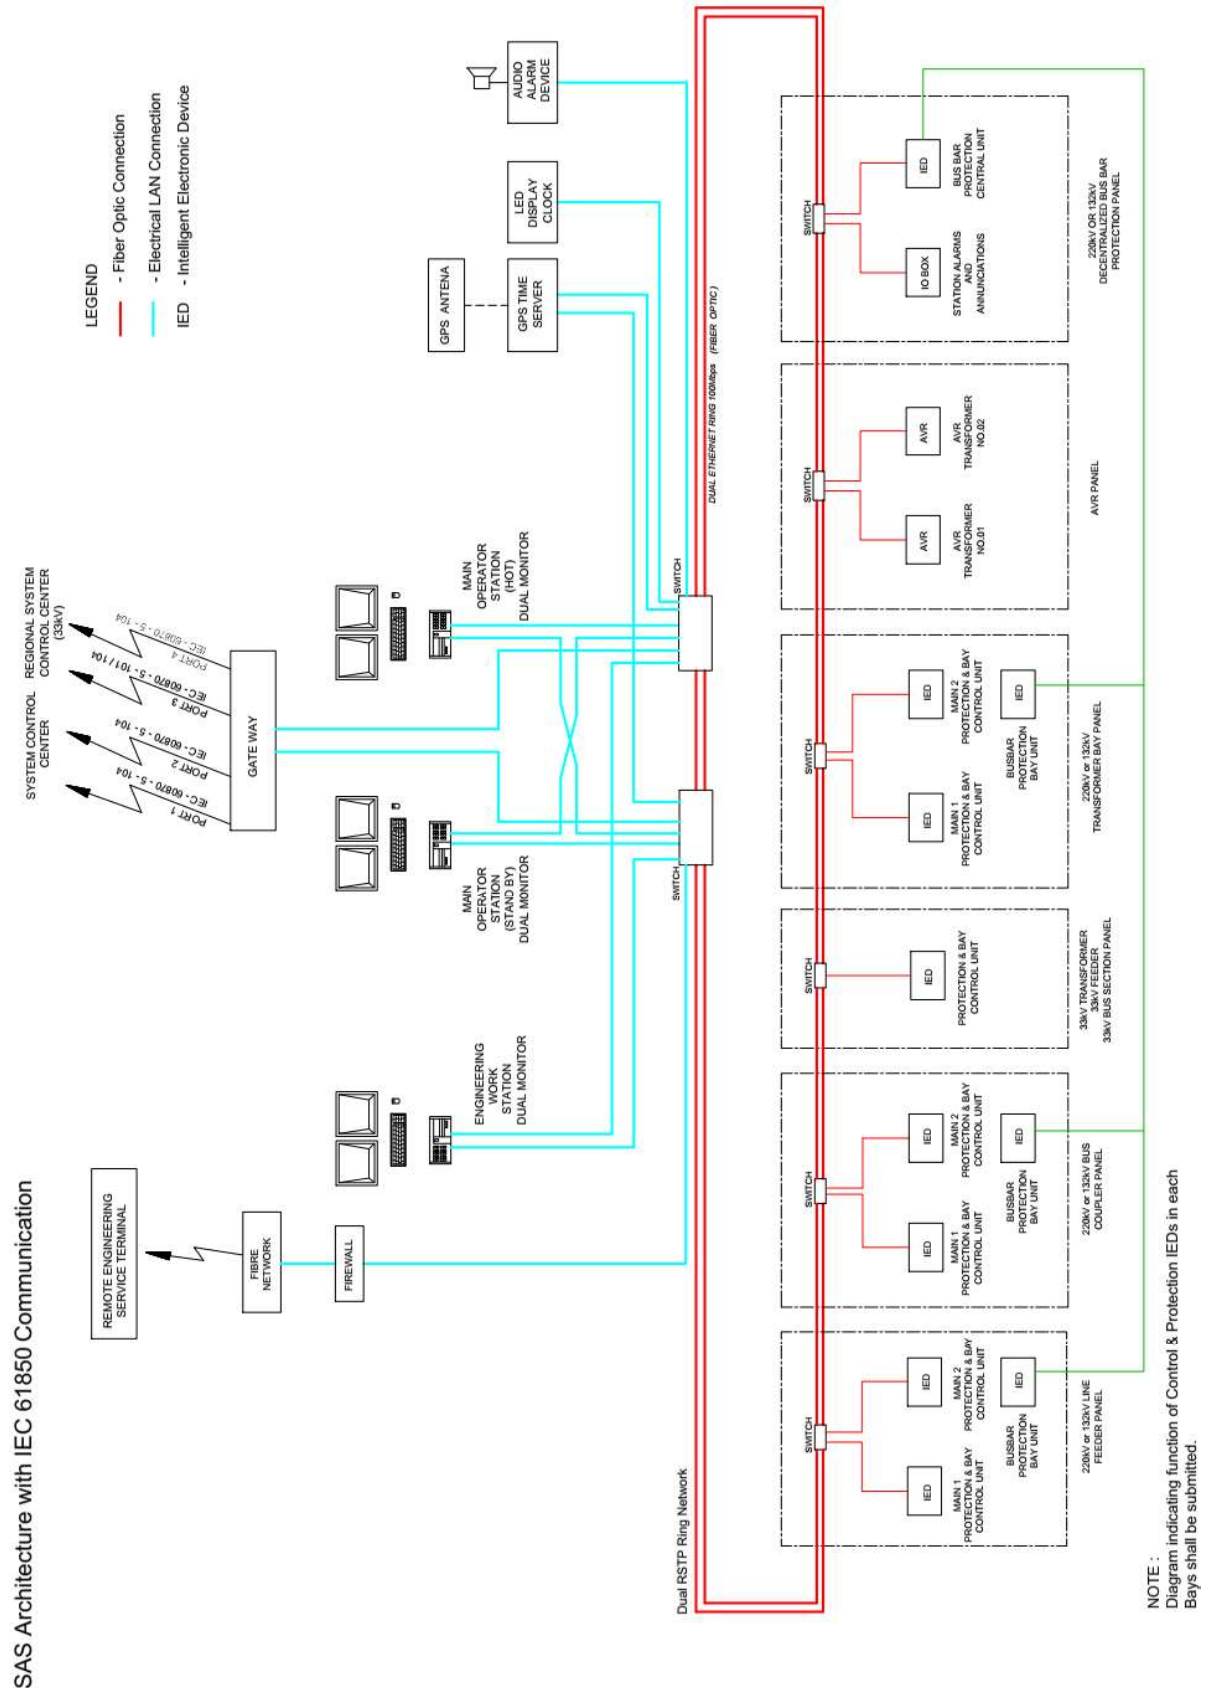 SAS Architecture with IEC 61850 Communication
REMOTE ENGINEERING
SERVICE TERMINAL
FIBRE
NETWORK
FIREWALL
SYSTEM CONTROL
CENTER
REGIONAL SYSTEM
CONTROL CENTER
(33kV)
PORT 1
IEC - 60870 - 5 - 104
PORT 2
IEC - 60870 - 5 - 104
PORT 3
IEC - 60870 - 5 - 101 / 104
PORT 4
IEC - 60870 - 5 - 104
GATE WAY
LEGEND
- Fiber Optic Connection
- Electrical LAN Connection
IED - Intelligent Electronic Device
ENGINEERING
WORK
STATION
DUAL MONITOR
MAIN
OPERATOR
STATION
(STAND BY)
DUAL MONITOR
MAIN
OPERATOR
STATION
(HOT)
DUAL MONITOR
GPS ANTENA
GPS TIME
SERVER
LED
DISPLAY
CLOCK
AUDIO
ALARM
DEVICE
SWITCH
SWITCH
Dual RSTP Ring Network
DUAL ETHERNET RING 100Mbps (FIBER OPTIC)
SWITCH
IED
MAIN 1
PROTECTION & BAY
CONTROL UNIT
IED
MAIN 2
PROTECTION & BAY
CONTROL UNIT
BUSBAR
PROTECTION
BAY UNIT
IED
220kV or 132kV LINE
FEEDER PANEL
SWITCH
IED
MAIN 1
PROTECTION & BAY
CONTROL UNIT
IED
MAIN 2
PROTECTION & BAY
CONTROL UNIT
BUSBAR
PROTECTION
BAY UNIT
IED
220kV or 132kV BUS
COUPLER PANEL
SWITCH
IED
PROTECTION & BAY
CONTROL UNIT
33kV TRANSFORMER
33kV FEEDER
33kV BUS SECTION PANEL
SWITCH
IED
MAIN 1
PROTECTION & BAY
CONTROL UNIT
IED
MAIN 2
PROTECTION & BAY
CONTROL UNIT
BUSBAR
PROTECTION
BAY UNIT
IED
220kV or 132kV
TRANSFORMER BAY PANEL
SWITCH
AVR
AVR
TRANSFORMER
NO.01
AVR
AVR
TRANSFORMER
NO.02
AVR PANEL
SWITCH
IO BOX
STATION ALARMS
AND
ANNUNCIATIONS
IED
BUS BAR
PROTECTION
CENTRAL UNIT
220kV OR 132kV
DECENTRALIZED BUS BAR
PROTECTION PANEL
NOTE :
Diagram indicating function of Control & Protection IEDs in each
Bays shall be submitted.